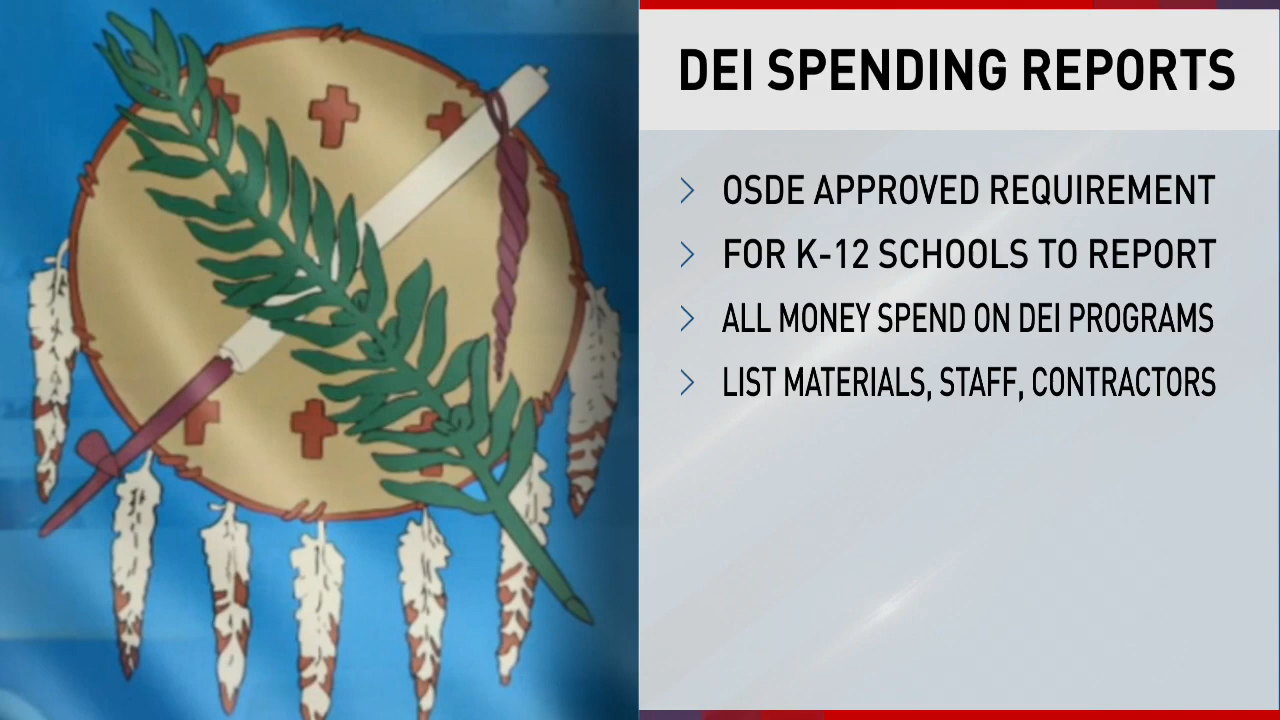 DEI SPENDING REPORTS
OSDE APPROVED REQUIREMENT
FOR K-12 SCHOOLS TO REPORT
ALL MONEY SPEND ON DEI PROGRAMS
LIST MATERIALS, STAFF, CONTRACTORS